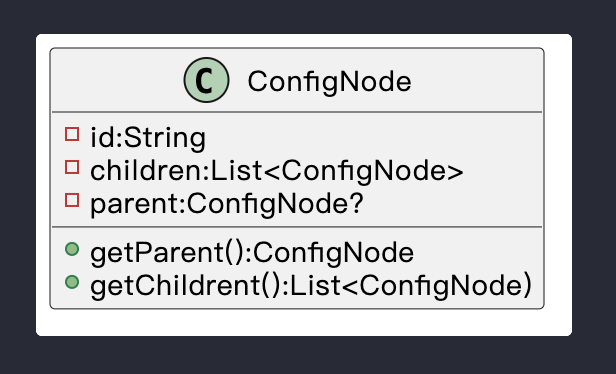 C ConfigNode
id:String
children:List<ConfigNode>
parent:ConfigNode?
getParent():ConfigNode
getChildrent():List<ConfigNode)